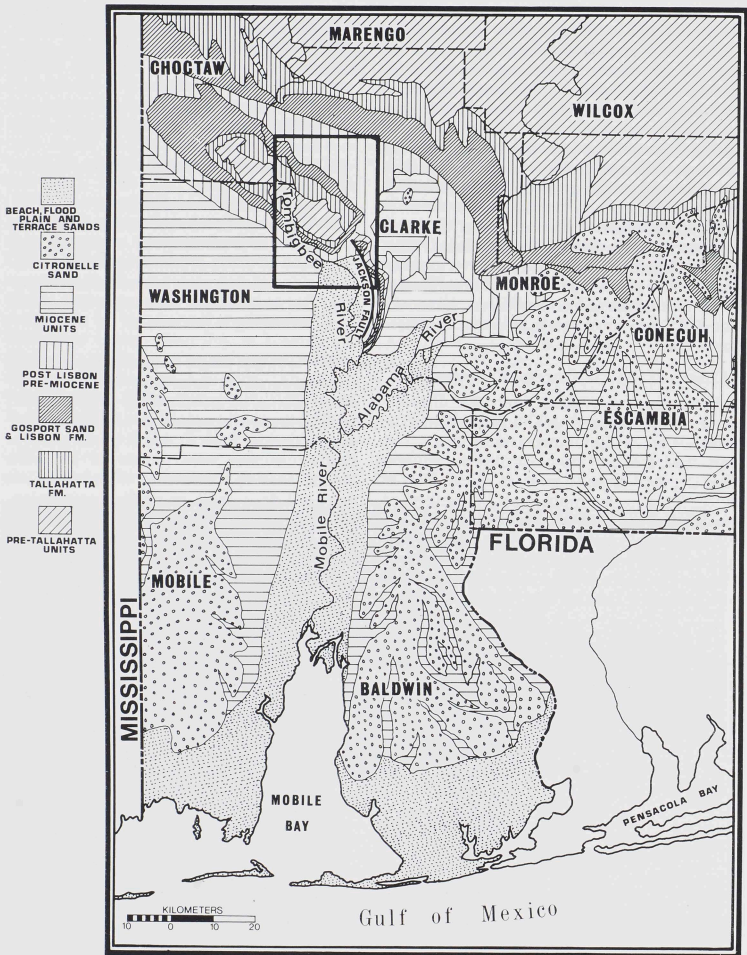 BEACH, FLOOD
PLAIN AND
TERRACE SANDS
CITRONELLE
SAND
MIOCENE
UNITS
POST LISBON
PRE-MIOCENE
GOSPORT SAND
& LISBON FM.
TALLAHATTA
FM.
PRE-TALLAHATTA
UNITS
MARENGO
CHOCTAW
WILCOX
Tombigbee
River
CLARKE
WASHINGTON
JACKSON FAULT
MONROE
CONECUH
Alabama River
ESCAMBIA
Mobile River
FLORIDA
MOBILE
MISSISSIPPI
BALDWIN
MOBILE
BAY
PENSACOLA BAY
KILOMETERS
10 0 10 20
Gulf of Mexico